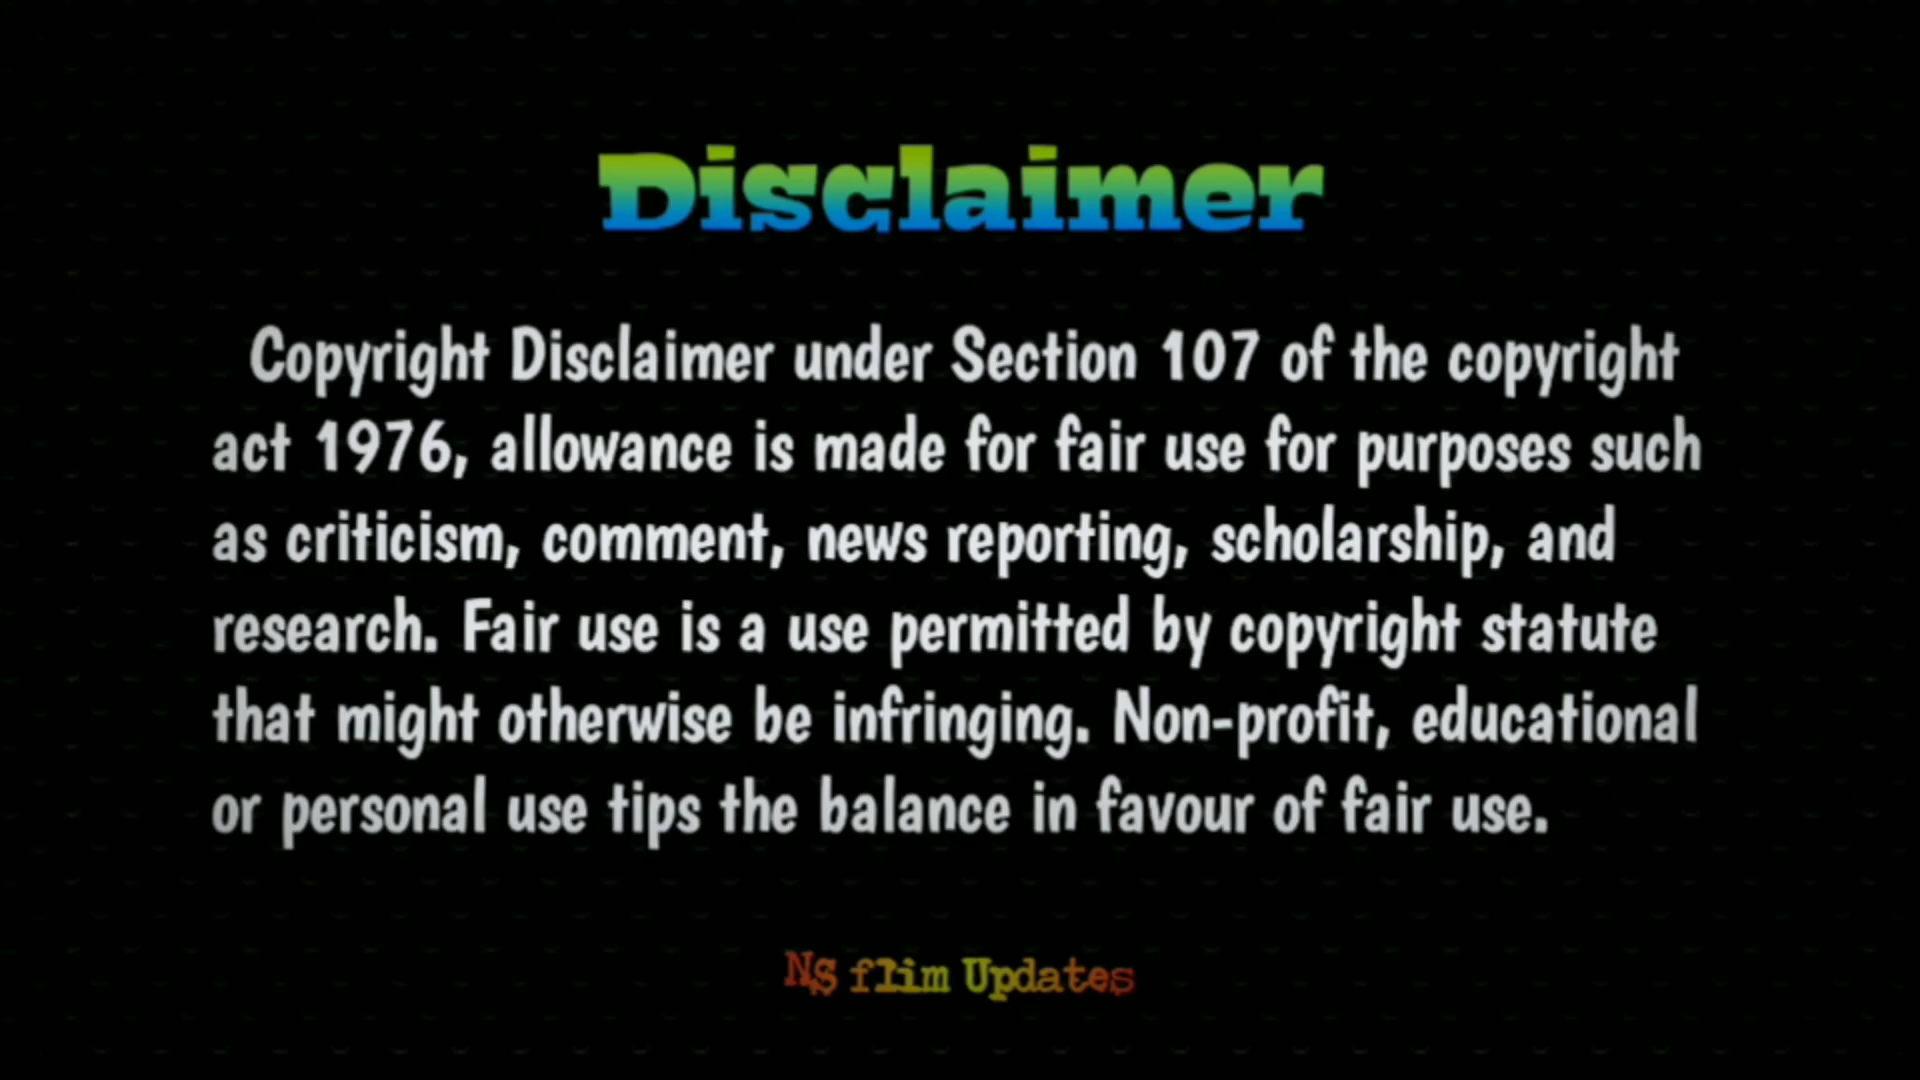 Disclaimer
Copyright Disclaimer under Section 107 of the copyright
act 1976, allowance is made for fair use for purposes such
as criticism, comment, news reporting, scholarship, and
research. Fair use is a use permitted by copyright statute
that might otherwise be infringing. Non-profit, educational
or personal use tips the balance in favour of fair use.
NS flim Updates